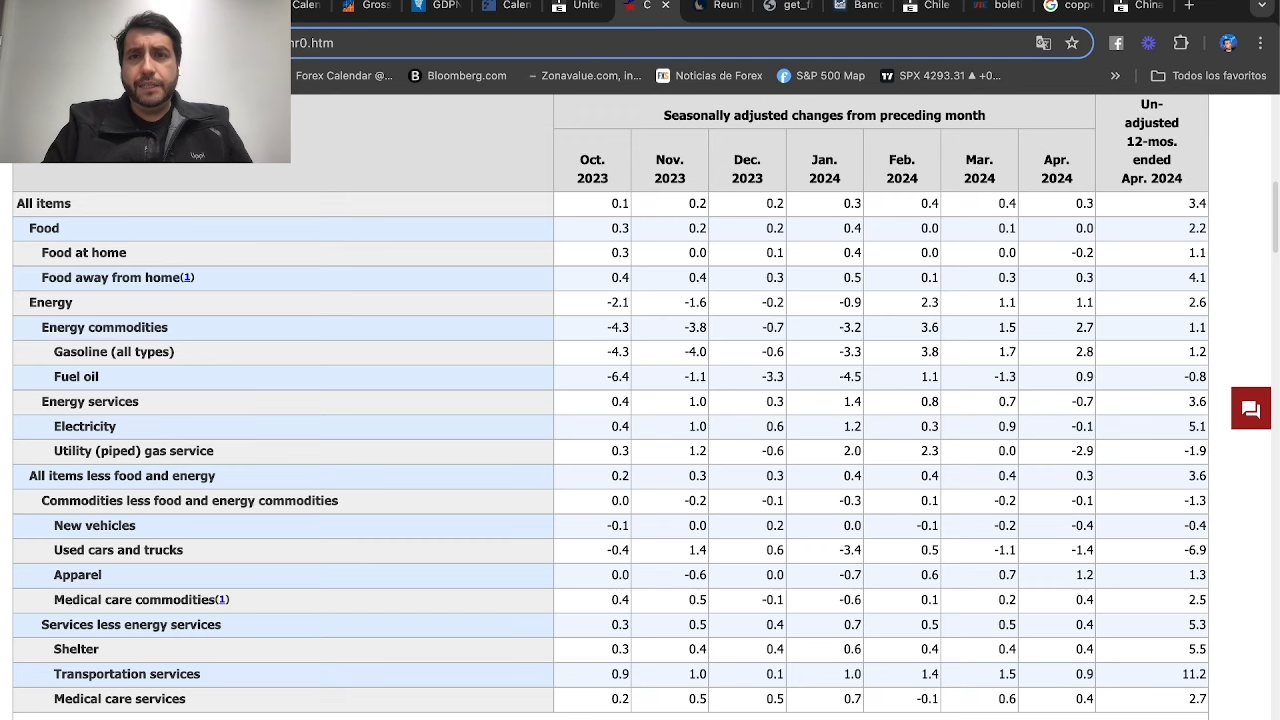 Calen
Gross
GDPN
Calen
Unite
C
Reuni
get_f
Banco
Chile
bolet
coppe
China
nr0.htm
Forex Calendar @...
Bloomberg.com
Zonavalue.com, In...
Noticias de Forex
S&P 500 Map
SPX 4293.31 ▲ +0...
»
Todos los favoritos
Seasonally adjusted changes from preceding month
Un-
adjusted
12-mos.
ended
Apr. 2024
Oct.
2023
Nov.
2023
Dec.
2023
Jan.
2024
Feb.
2024
Mar.
2024
Apr.
2024
All items 0.1 0.2 0.2 0.3 0.4 0.4 0.3 3.4
Food 0.3 0.2 0.2 0.4 0.0 0.1 0.0 2.2
Food at home 0.3 0.0 0.1 0.4 0.0 0.0 -0.2 1.1
Food away from home(1) 0.4 0.4 0.3 0.5 0.1 0.3 0.3 4.1
Energy -2.1 -1.6 -0.2 -0.9 2.3 1.1 1.1 2.6
Energy commodities -4.3 -3.8 -0.7 -3.2 3.6 1.5 2.7 1.1
Gasoline (all types) -4.3 -4.0 -0.6 -3.3 3.8 1.7 2.8 1.2
Fuel oil -6.4 -1.1 -3.3 -4.5 1.1 -1.3 0.9 -0.8
Energy services 0.4 1.0 0.3 1.4 0.8 0.7 -0.7 3.6
Electricity 0.4 1.0 0.6 1.2 0.3 0.9 -0.1 5.1
Utility (piped) gas service 0.3 1.2 -0.6 2.0 2.3 0.0 -2.9 -1.9
All items less food and energy 0.2 0.3 0.3 0.4 0.4 0.4 0.3 3.6
Commodities less food and energy commodities 0.0 -0.2 -0.1 -0.3 0.1 -0.2 -0.1 -1.3
New vehicles -0.1 0.0 0.2 0.0 -0.1 -0.2 -0.4 -0.4
Used cars and trucks -0.4 1.4 0.6 -3.4 0.5 -1.1 -1.4 -6.9
Apparel 0.0 -0.6 0.0 -0.7 0.6 0.7 1.2 1.3
Medical care commodities(1) 0.4 0.5 -0.1 -0.6 0.1 0.2 0.4 2.5
Services less energy services 0.3 0.5 0.4 0.7 0.5 0.5 0.4 5.3
Shelter 0.3 0.4 0.4 0.6 0.4 0.4 0.4 5.5
Transportation services 0.9 1.0 0.1 1.0 1.4 1.5 0.9 11.2
Medical care services 0.2 0.5 0.5 0.7 -0.1 0.6 0.4 2.7